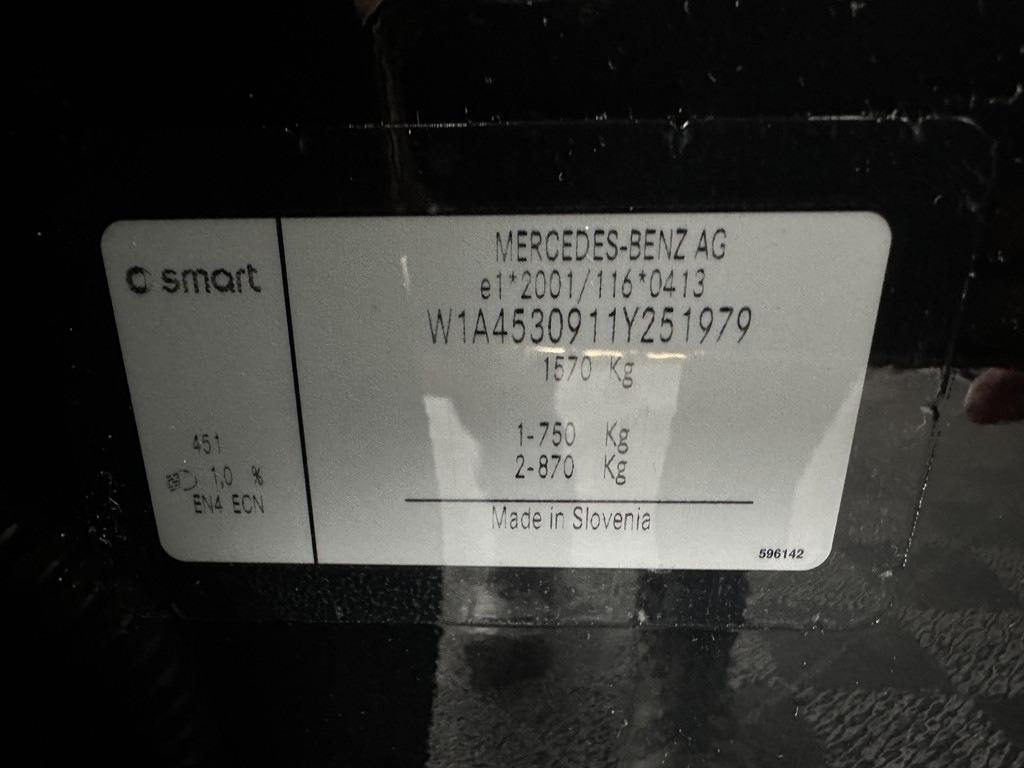 smart
MERCEDES-BENZ AG
e1*2001/116*0413
W1A4530911Y251979
1570 Kg
1-750 Kg
2-870 Kg
451
1,0 %
EN4 ECN
Made in Slovenia
596142